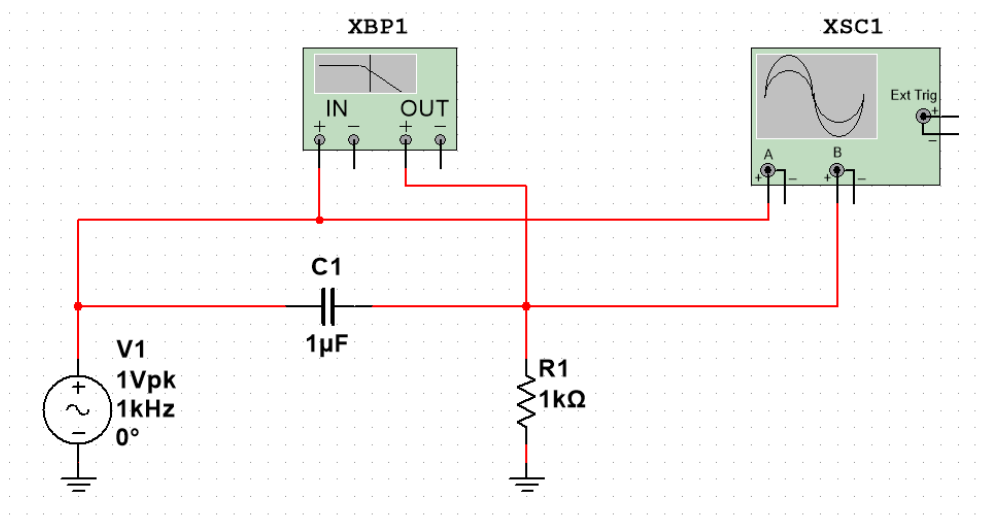 XBP1
XSC1
IN OUT
+ − + −
Ext Trig
+
−
A B
+ − + −
C1
1µF
V1
1Vpk
1kHz
0°
+
−
R1
1kΩ